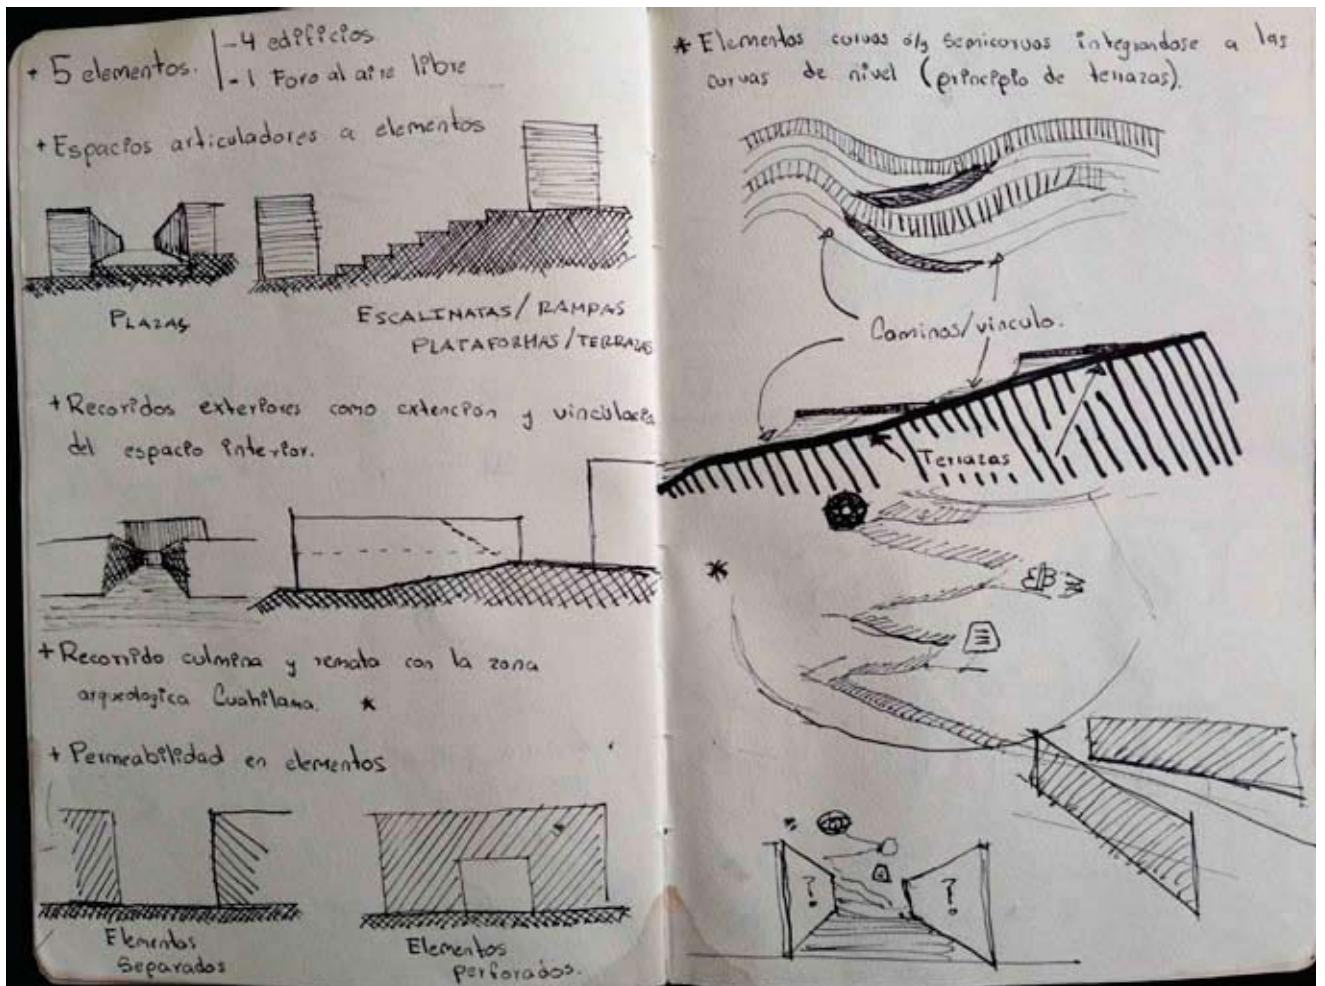 + 5 elementos.
- 4 edificios
- 1 Foro al aire libre
+ Espacios articuladores a elementos
PLAZAS
ESCALINATAS/ RAMPAS
PLATAFORMAS/TERRAZAS
+ Recorridos exteriores como extención y vinculación
del espacio interior.
+ Recorrido culmina y remata con la zona
arqueologica Cuahilama. *
+ Permeabilidad en elementos
Elementos
Separados
Elementos
perforados.
* Elementos curvos ó/y Semicurvos integrandose a las
curvas de nivel (principio de terrazas).
Caminos/vinculo.
Terrazas
*
?
?